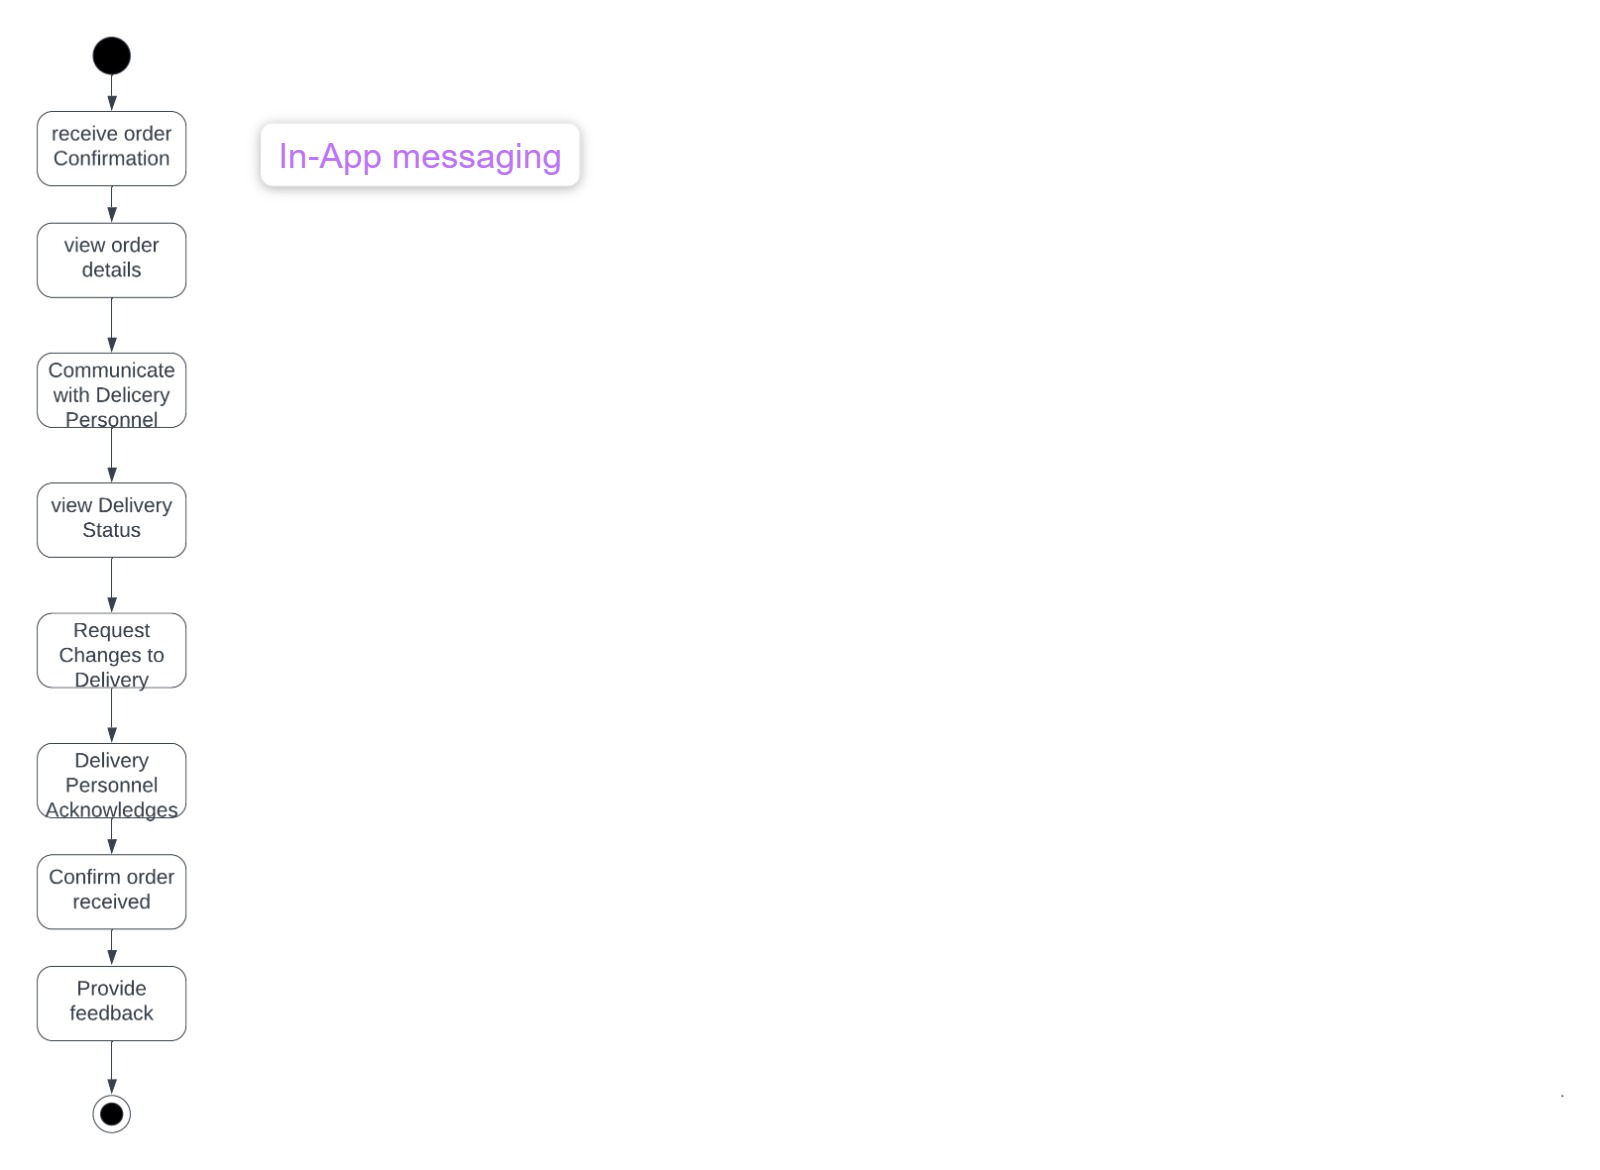 receive order
Confirmation
In-App messaging
view order
details
Communicate
with Delicery
Personnel
view Delivery
Status
Request
Changes to
Delivery
Delivery
Personnel
Acknowledges
Confirm order
received
Provide
feedback